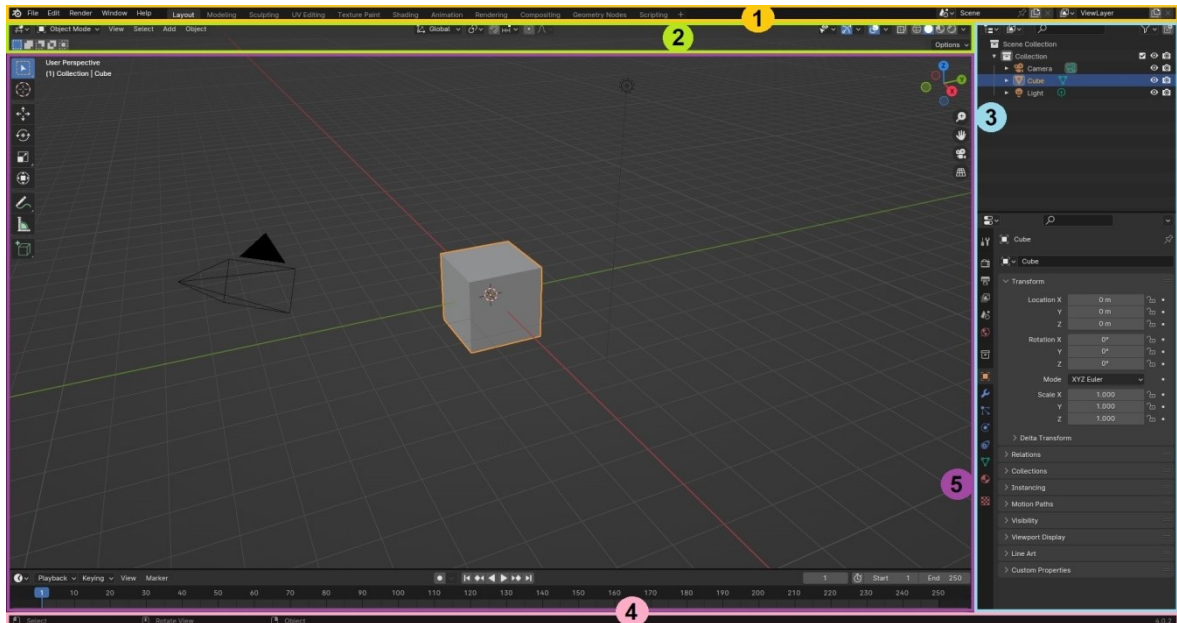 File Edit Render Window Help Layout Modeling Sculpting UV Editing Texture Paint Shading Animation Rendering Compositing Geometry Nodes Scripting + 1 Scene ViewLayer
Object Mode View Select Add Object Global
2
Options
User Perspective
(1) Collection | Cube
Z
Y
X
Scene Collection
Collection
Camera
Cube
Light
3
Cube
Cube
Transform
Location X 0 m
Y 0 m
Z 0 m
Rotation X 0°
Y 0°
Z 0°
Mode XYZ Euler
Scale X 1.000
Y 1.000
Z 1.000
Delta Transform
Relations
Collections
5
Instancing
Motion Paths
Visibility
Viewport Display
Line Art
Custom Properties
Playback Keying View Marker 1 Start 1 End 250
1 10 20 30 40 50 60 70 80 90 100 110 120 130 140 150 160 170 180 190 200 210 220 230 240 250
4
Select Rotate View Object 4.0.2